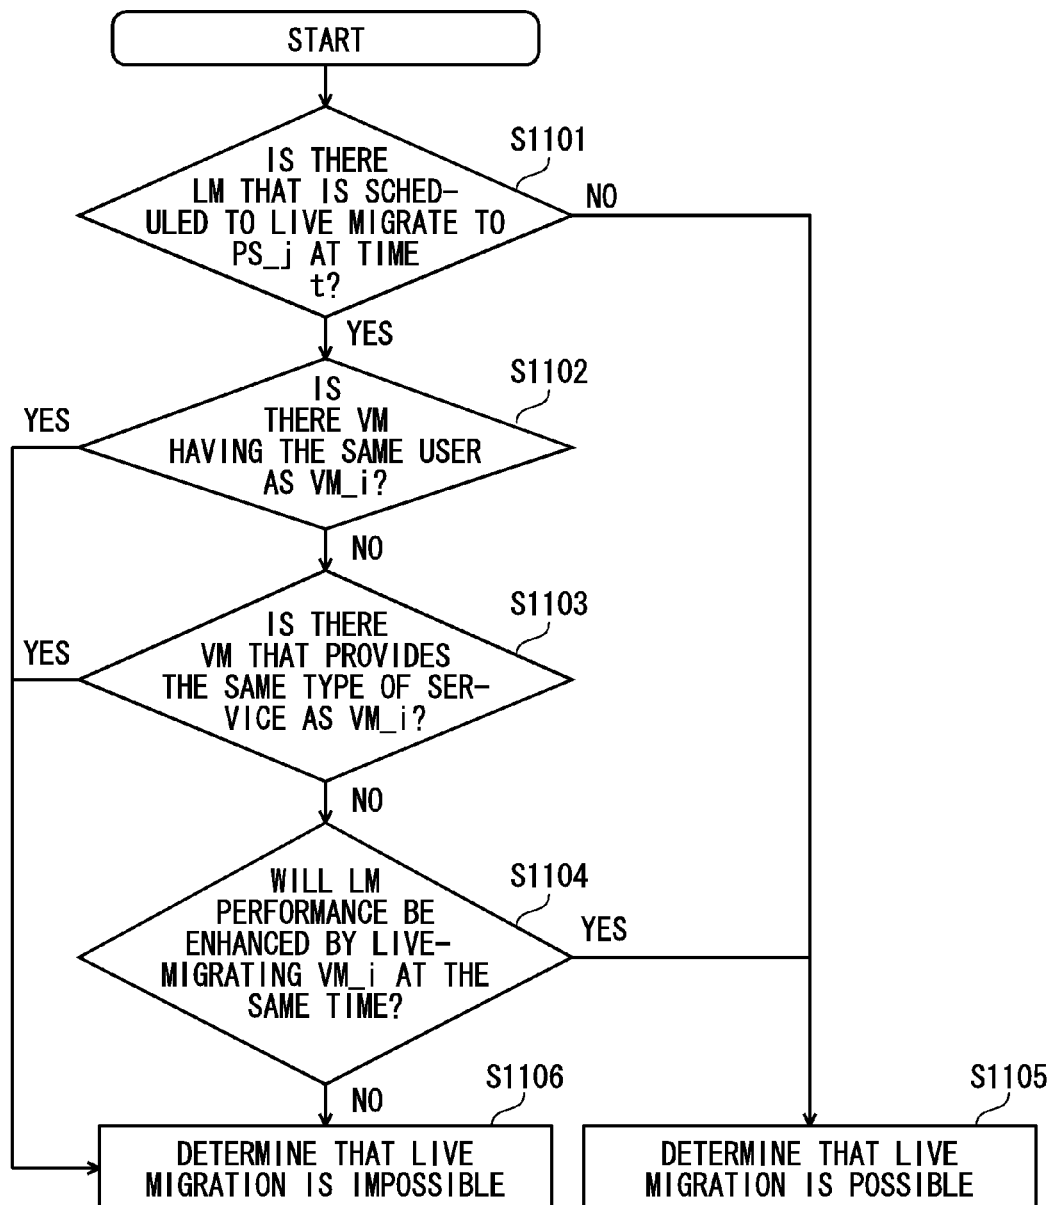 START
S1101
IS THERE
LM THAT IS SCHED-
ULED TO LIVE MIGRATE TO
PS_j AT TIME
t?
NO
YES
S1102
IS
THERE VM
HAVING THE SAME USER
AS VM_i?
YES
NO
S1103
IS THERE
VM THAT PROVIDES
THE SAME TYPE OF SER-
VICE AS VM_i?
YES
NO
S1104
WILL LM
PERFORMANCE BE
ENHANCED BY LIVE-
MIGRATING VM_i AT THE
SAME TIME?
YES
NO
S1106
DETERMINE THAT LIVE
MIGRATION IS IMPOSSIBLE
S1105
DETERMINE THAT LIVE
MIGRATION IS POSSIBLE